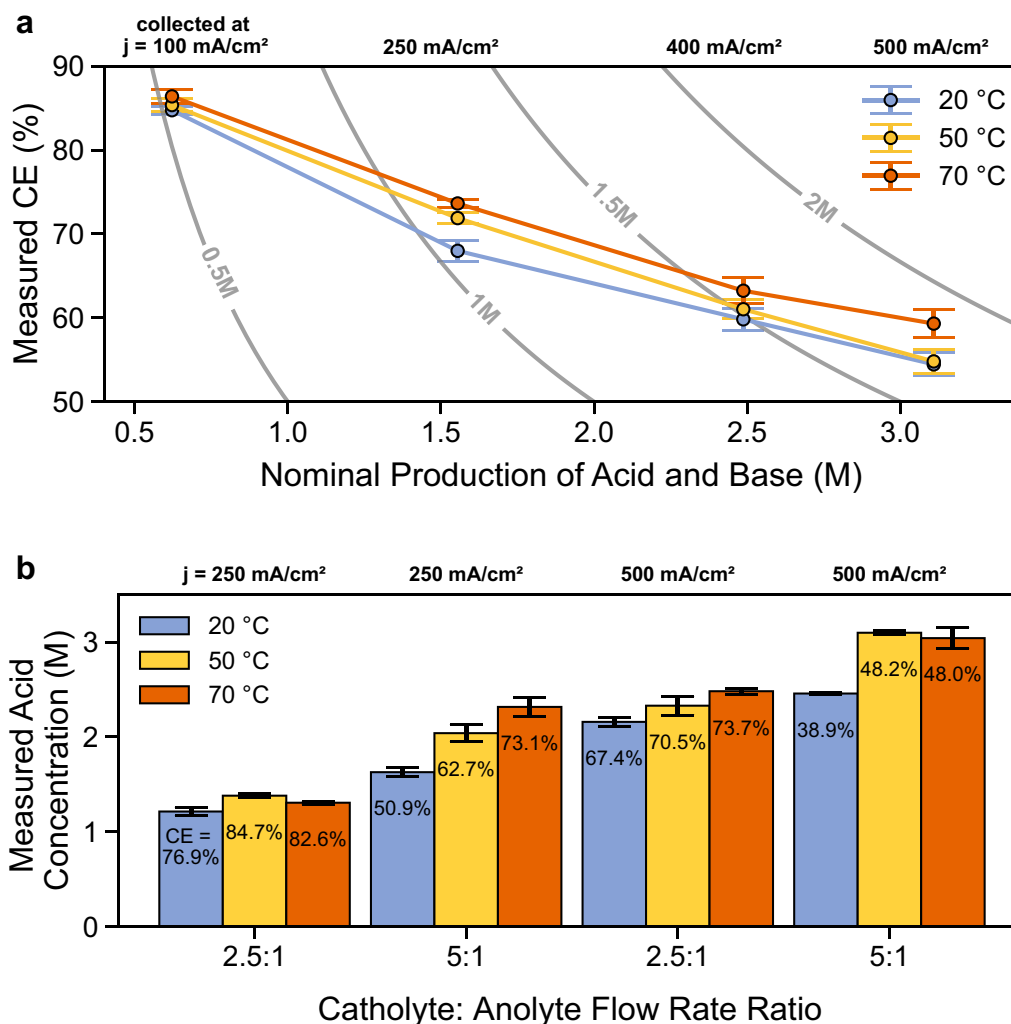 a
collected at
j = 100 mA/cm²
250 mA/cm²
400 mA/cm²
500 mA/cm²
Measured CE (%)
90
80
70
60
50
20 °C
50 °C
70 °C
0.5M
1M
1.5M
2M
0.5
1.0
1.5
2.0
2.5
3.0
Nominal Production of Acid and Base (M)
b
j = 250 mA/cm²
250 mA/cm²
500 mA/cm²
500 mA/cm²
Measured Acid
Concentration (M)
3
2
1
0
20 °C
50 °C
70 °C
CE =
76.9%
84.7%
82.6%
50.9%
62.7%
73.1%
67.4%
70.5%
73.7%
38.9%
48.2%
48.0%
2.5:1
5:1
2.5:1
5:1
Catholyte: Anolyte Flow Rate Ratio